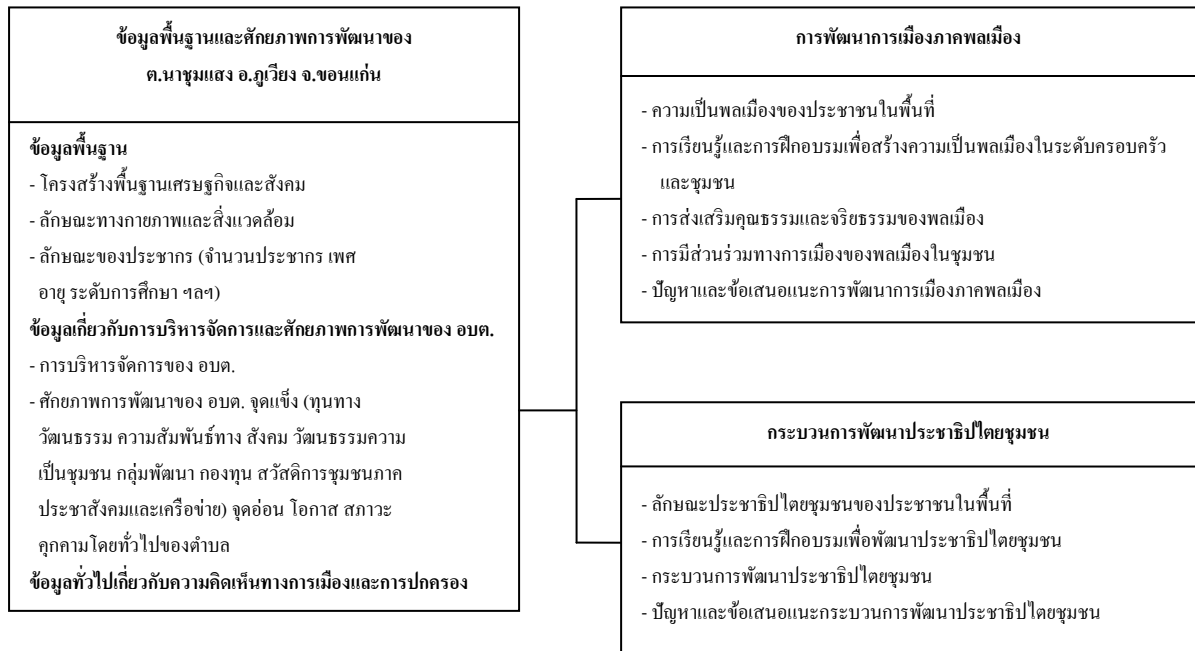 ข้อมูลพื้นฐานและศักยภาพการพัฒนาของ
ต.นาชุมแสง อ.ภูเวียง จ.ขอนแก่น
ข้อมูลพื้นฐาน
- โครงสร้างพื้นฐานเศรษฐกิจและสังคม
- ลักษณะทางกายภาพและสิ่งแวดล้อม
- ลักษณะของประชากร (จำนวนประชากร เพศ
อายุ ระดับการศึกษา ฯลฯ)
ข้อมูลเกี่ยวกับการบริหารจัดการและศักยภาพการพัฒนาของ อบต.
- การบริหารจัดการของ อบต.
- ศักยภาพการพัฒนาของ อบต. จุดแข็ง (ทุนทาง
วัฒนธรรม ความสัมพันธ์ทาง สังคม วัฒนธรรมความ
เป็นชุมชน กลุ่มพัฒนา กองทุน สวัสดิการชุมชนภาค
ประชาสังคมและเครือข่าย) จุดอ่อน โอกาส สภาวะ
คุกคามโดยทั่วไปของตำบล
ข้อมูลทั่วไปเกี่ยวกับความคิดเห็นทางการเมืองและการปกครอง
การพัฒนาการเมืองภาคพลเมือง
- ความเป็นพลเมืองของประชาชนในพื้นที่
- การเรียนรู้และการฝึกอบรมเพื่อสร้างความเป็นพลเมืองในระดับครอบครัว
และชุมชน
- การส่งเสริมคุณธรรมและจริยธรรมของพลเมือง
- การมีส่วนร่วมทางการเมืองของพลเมืองในชุมชน
- ปัญหาและข้อเสนอแนะการพัฒนาการเมืองภาคพลเมือง
กระบวนการพัฒนาประชาธิปไตยชุมชน
- ลักษณะประชาธิปไตยชุมชนของประชาชนในพื้นที่
- การเรียนรู้และการฝึกอบรมเพื่อพัฒนาประชาธิปไตยชุมชน
- กระบวนการพัฒนาประชาธิปไตยชุมชน
- ปัญหาและข้อเสนอแนะกระบวนการพัฒนาประชาธิปไตยชุมชน